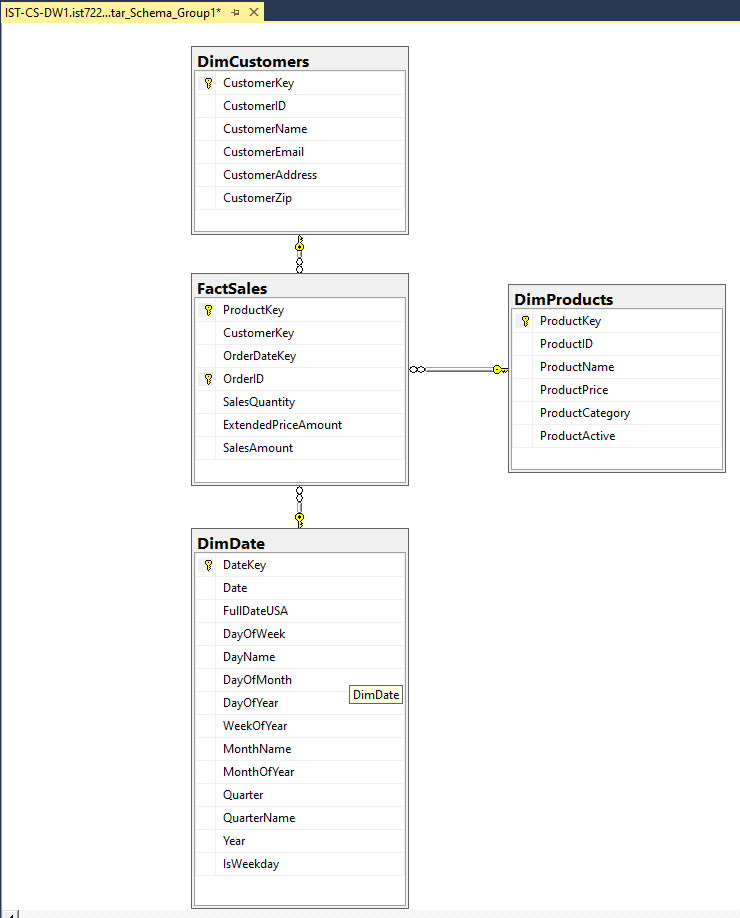 IST-CS-DW1.ist722...tar_Schema_Group1*
DimCustomers
CustomerKey
CustomerID
CustomerName
CustomerEmail
CustomerAddress
CustomerZip
FactSales
ProductKey
CustomerKey
OrderDateKey
OrderID
SalesQuantity
ExtendedPriceAmount
SalesAmount
DimProducts
ProductKey
ProductID
ProductName
ProductPrice
ProductCategory
ProductActive
DimDate
DateKey
Date
FullDateUSA
DayOfWeek
DayName
DayOfMonth
DimDate
DayOfYear
WeekOfYear
MonthName
MonthOfYear
Quarter
QuarterName
Year
IsWeekday